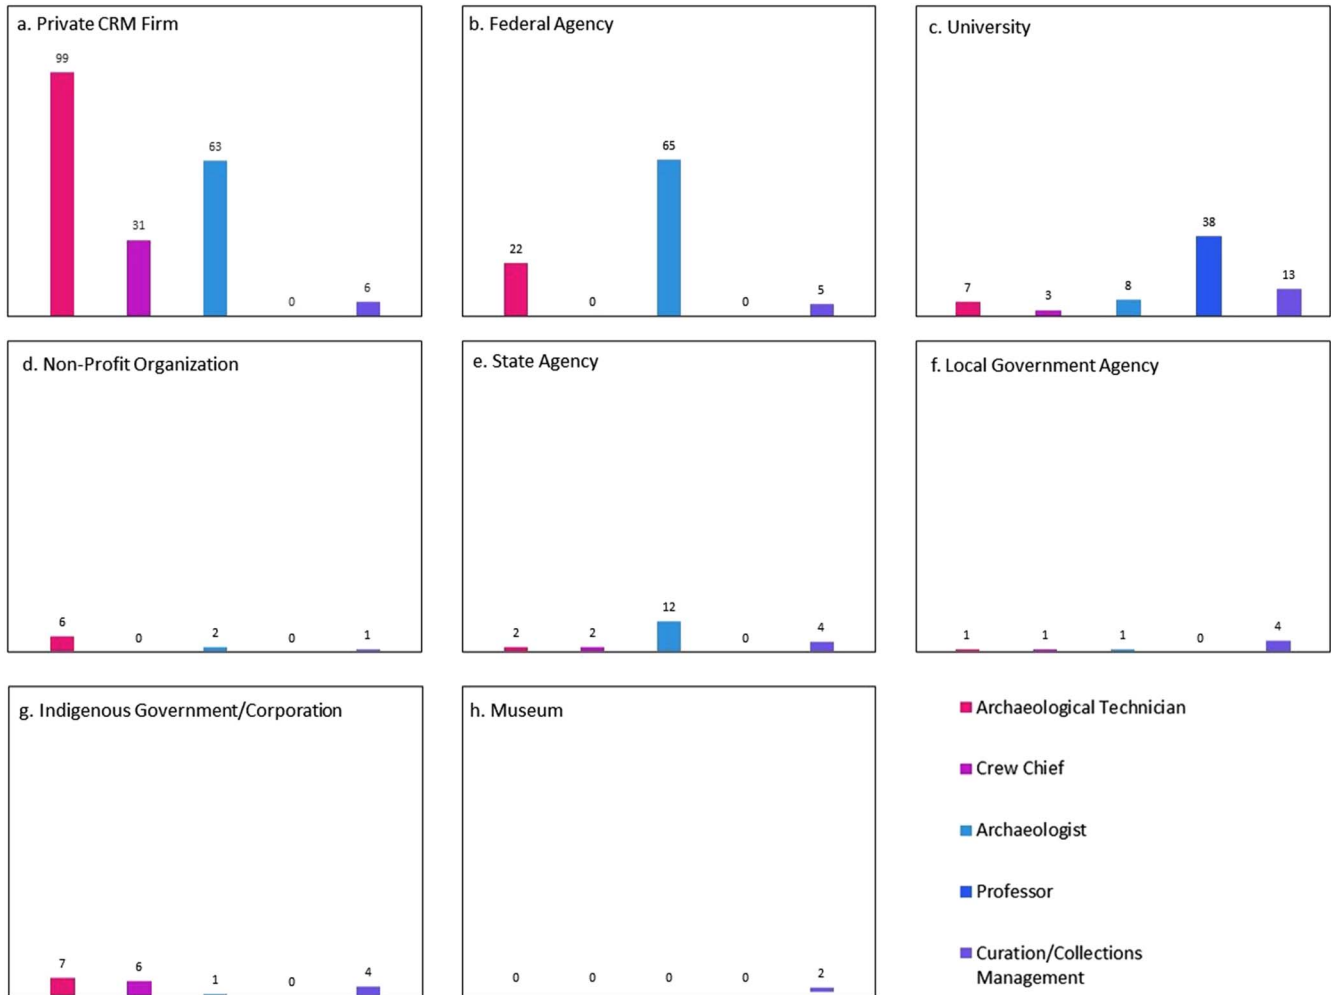 a. Private CRM Firm
99
31
63
0
6
b. Federal Agency
22
0
65
0
5
c. University
7
3
8
38
13
d. Non-Profit Organization
6
0
2
0
1
e. State Agency
2
2
12
0
4
f. Local Government Agency
1
1
1
0
4
g. Indigenous Government/Corporation
7
6
1
0
4
h. Museum
0
0
0
0
2
Archaeological Technician
Crew Chief
Archaeologist
Professor
Curation/Collections
Management